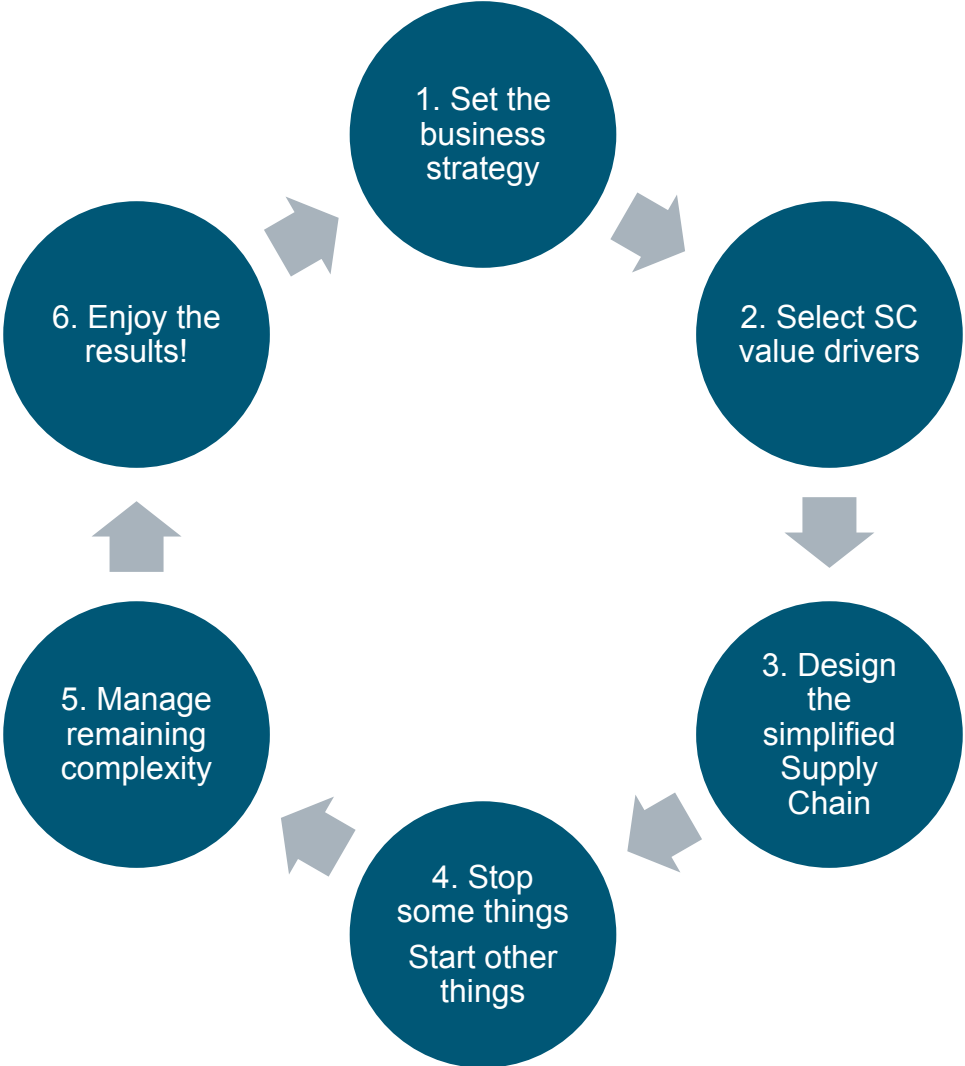 1. Set the
business
strategy
2. Select SC
value drivers
3. Design
the
simplified
Supply
Chain
4. Stop
some things
Start other
things
5. Manage
remaining
complexity
6. Enjoy the
results!